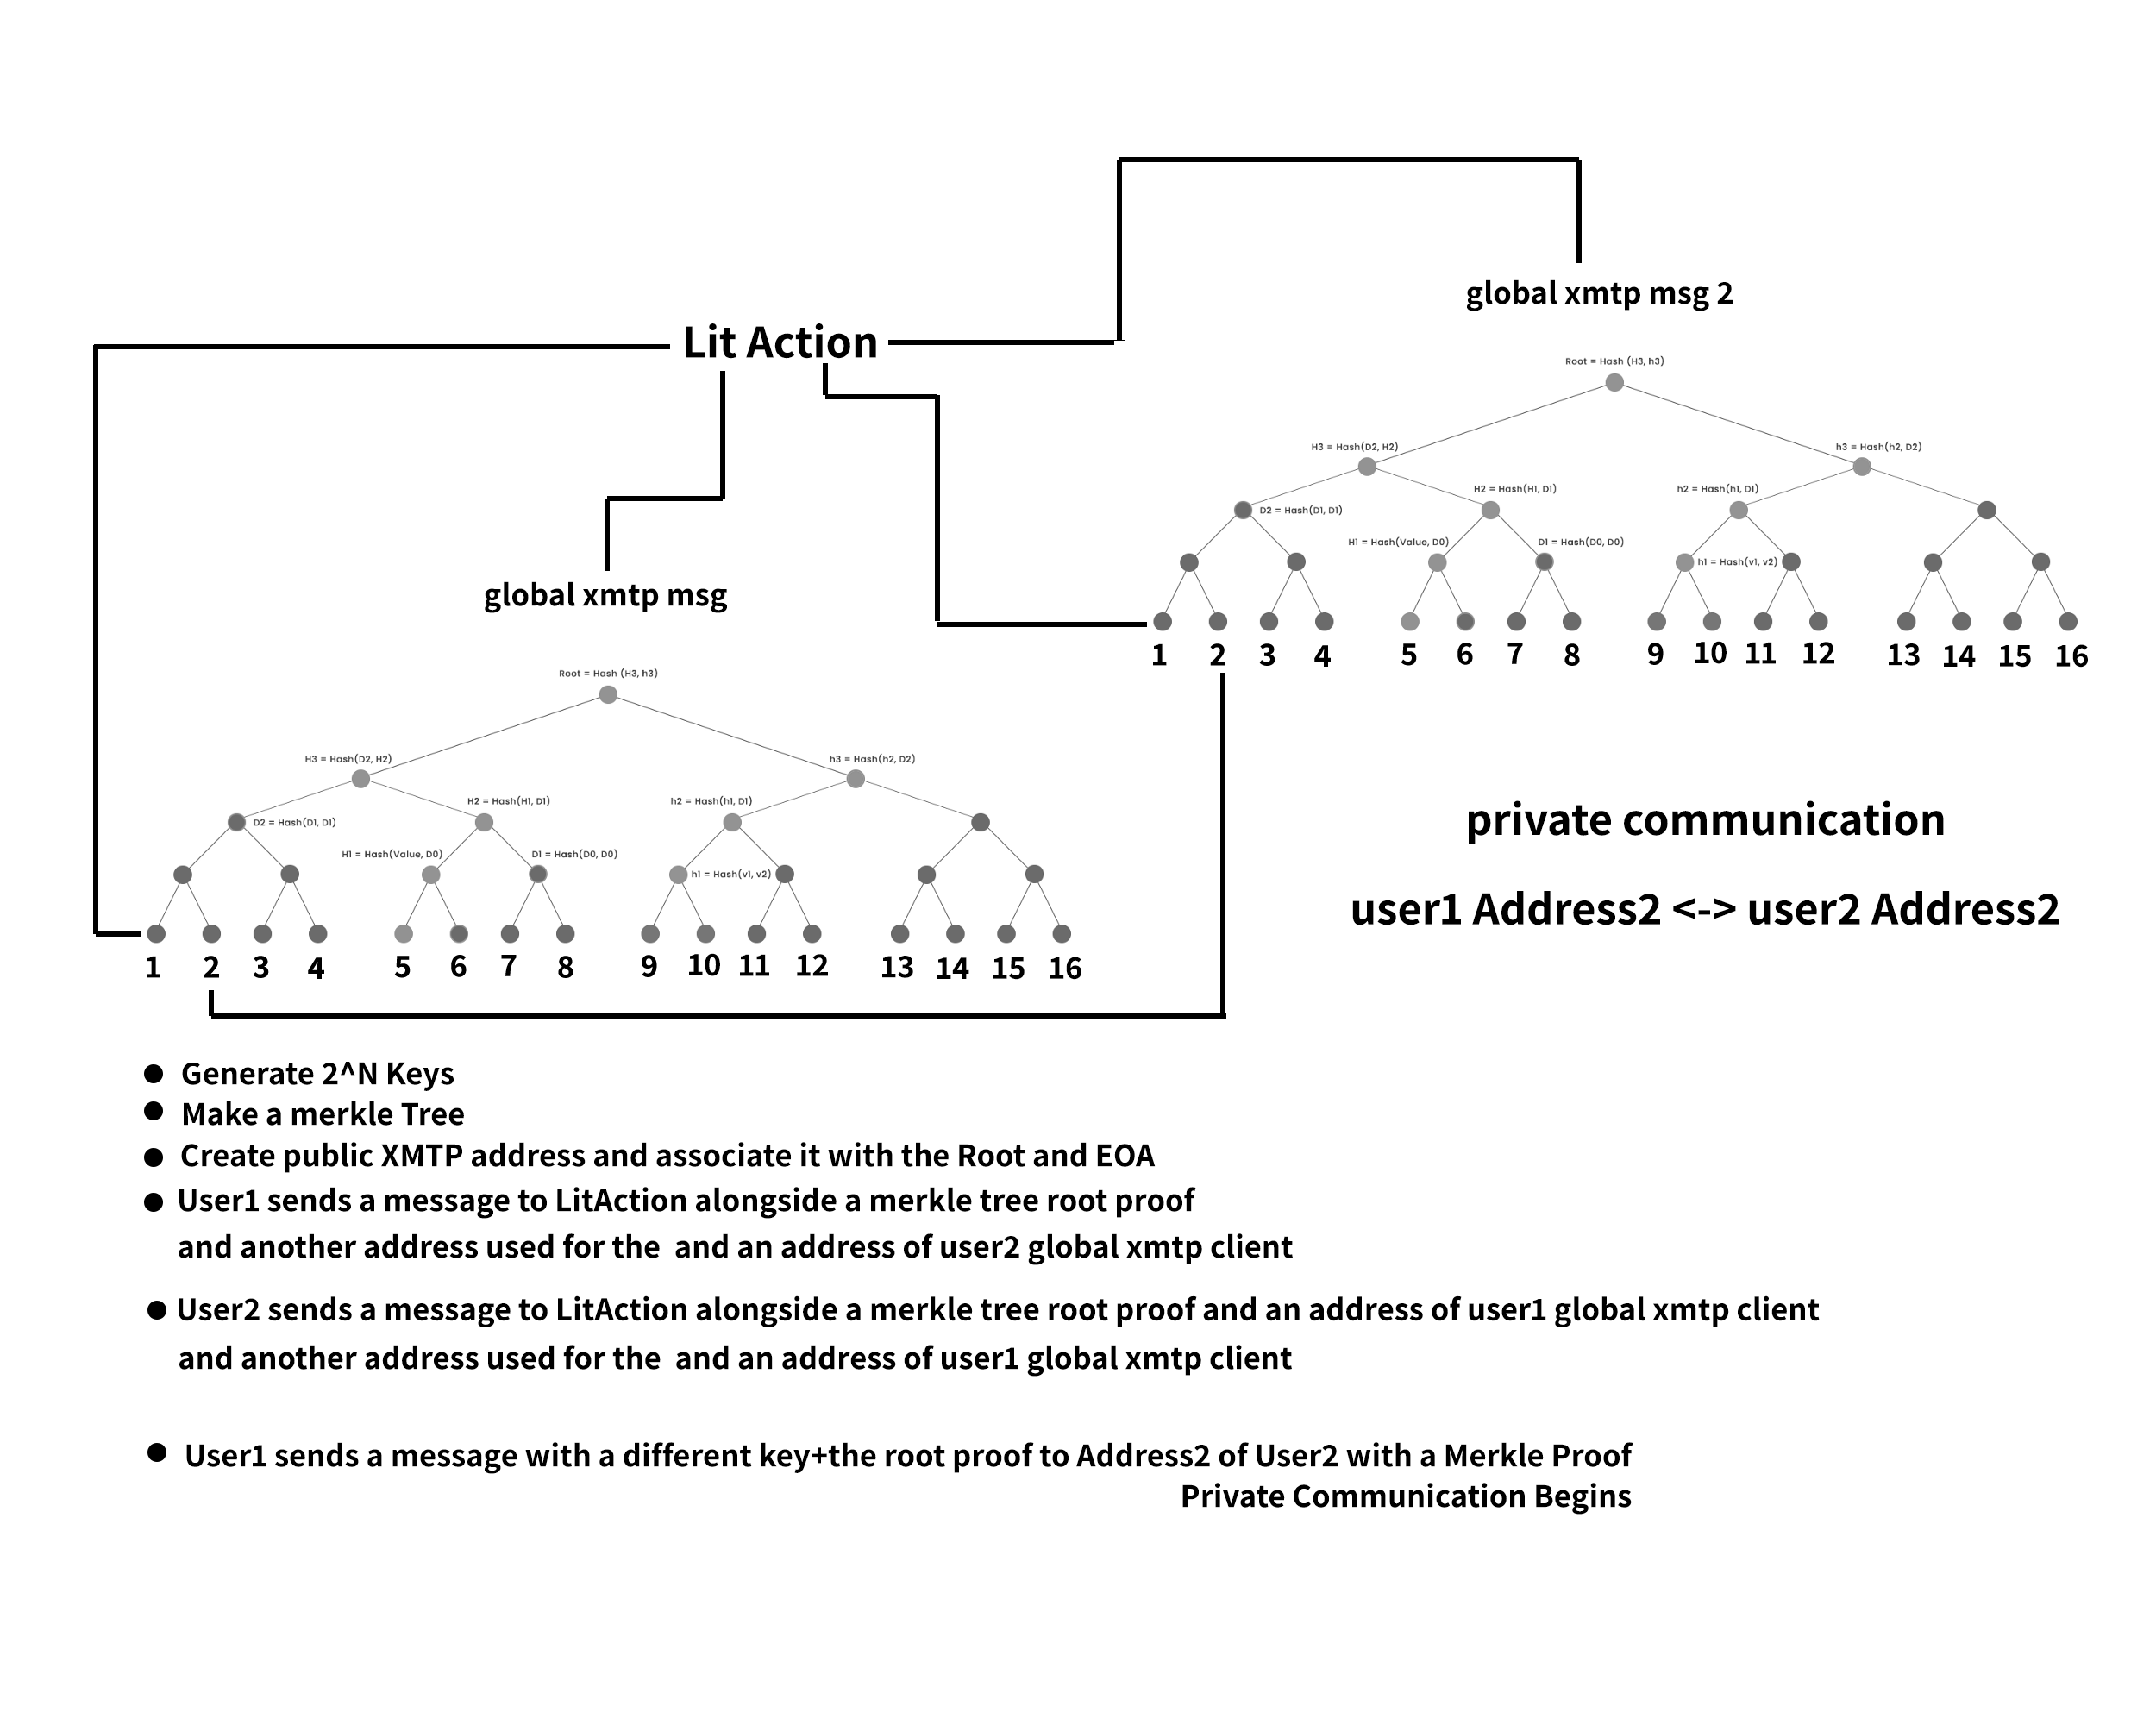 global xmtp msg 2
Lit Action
Root = Hash (H3, h3)
H3 = Hash(D2, H2)
h3 = Hash(h2, D2)
H2 = Hash(H1, D1)
h2 = Hash(h1, D1)
D2 = Hash(D1, D1)
H1 = Hash(Value, D0)
D1 = Hash(D0, D0)
h1 = Hash(v1, v2)
1 2 3 4 5 6 7 8 9 10 11 12 13 14 15 16
global xmtp msg
Root = Hash (H3, h3)
H3 = Hash(D2, H2)
h3 = Hash(h2, D2)
H2 = Hash(H1, D1)
h2 = Hash(h1, D1)
D2 = Hash(D1, D1)
H1 = Hash(Value, D0)
D1 = Hash(D0, D0)
h1 = Hash(v1, v2)
1 2 3 4 5 6 7 8 9 10 11 12 13 14 15 16
private communication
user1 Address2 <-> user2 Address2
● Generate 2^N Keys
● Make a merkle Tree
● Create public XMTP address and associate it with the Root and EOA
● User1 sends a message to LitAction alongside a merkle tree root proof
and another address used for the  and an address of user2 global xmtp client
● User2 sends a message to LitAction alongside a merkle tree root proof and an address of user1 global xmtp client
and another address used for the  and an address of user1 global xmtp client
● User1 sends a message with a different key+the root proof to Address2 of User2 with a Merkle Proof
Private Communication Begins